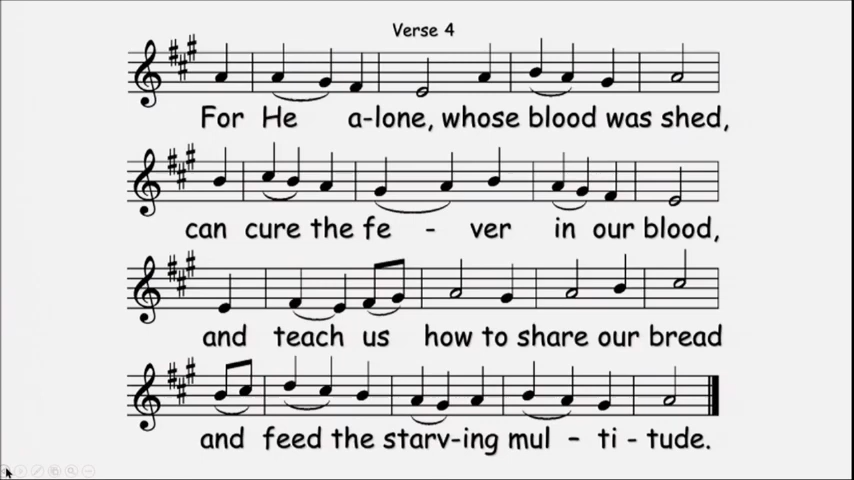 Verse 4
For He a-lone, whose blood was shed,
can cure the fe - ver in our blood,
and teach us how to share our bread
and feed the starv-ing mul - ti - tude.